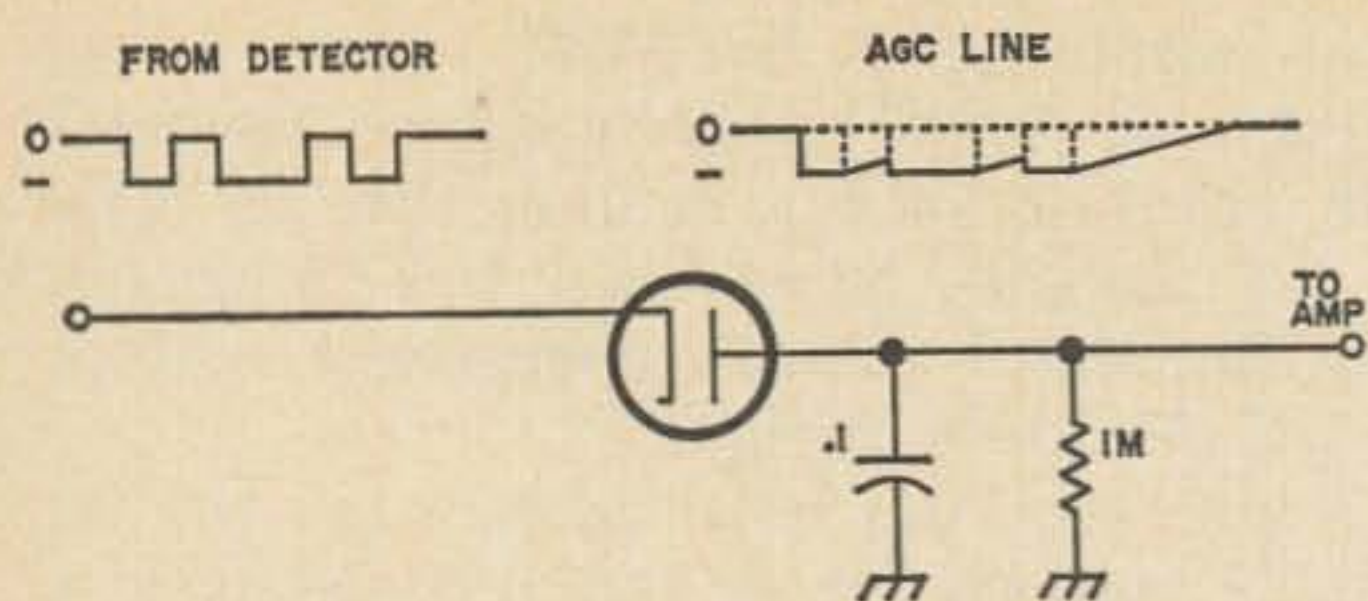 FROM DETECTOR
AGC LINE
0
–
0
–
TO
AMP
.1
1M